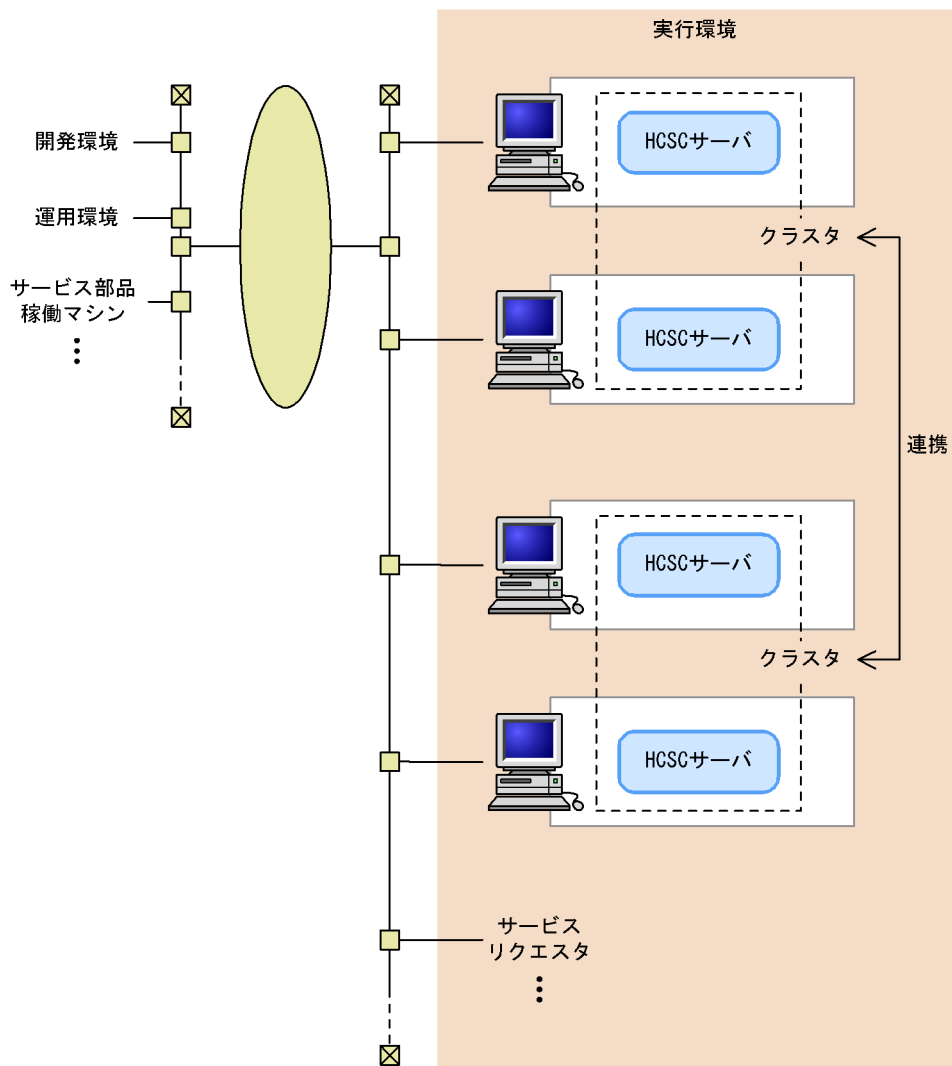 実行環境
開発環境
運用環境
サービス部品
稼働マシン
HCSCサーバ
クラスタ
HCSCサーバ
連携
HCSCサーバ
クラスタ
HCSCサーバ
サービス
リクエスタ